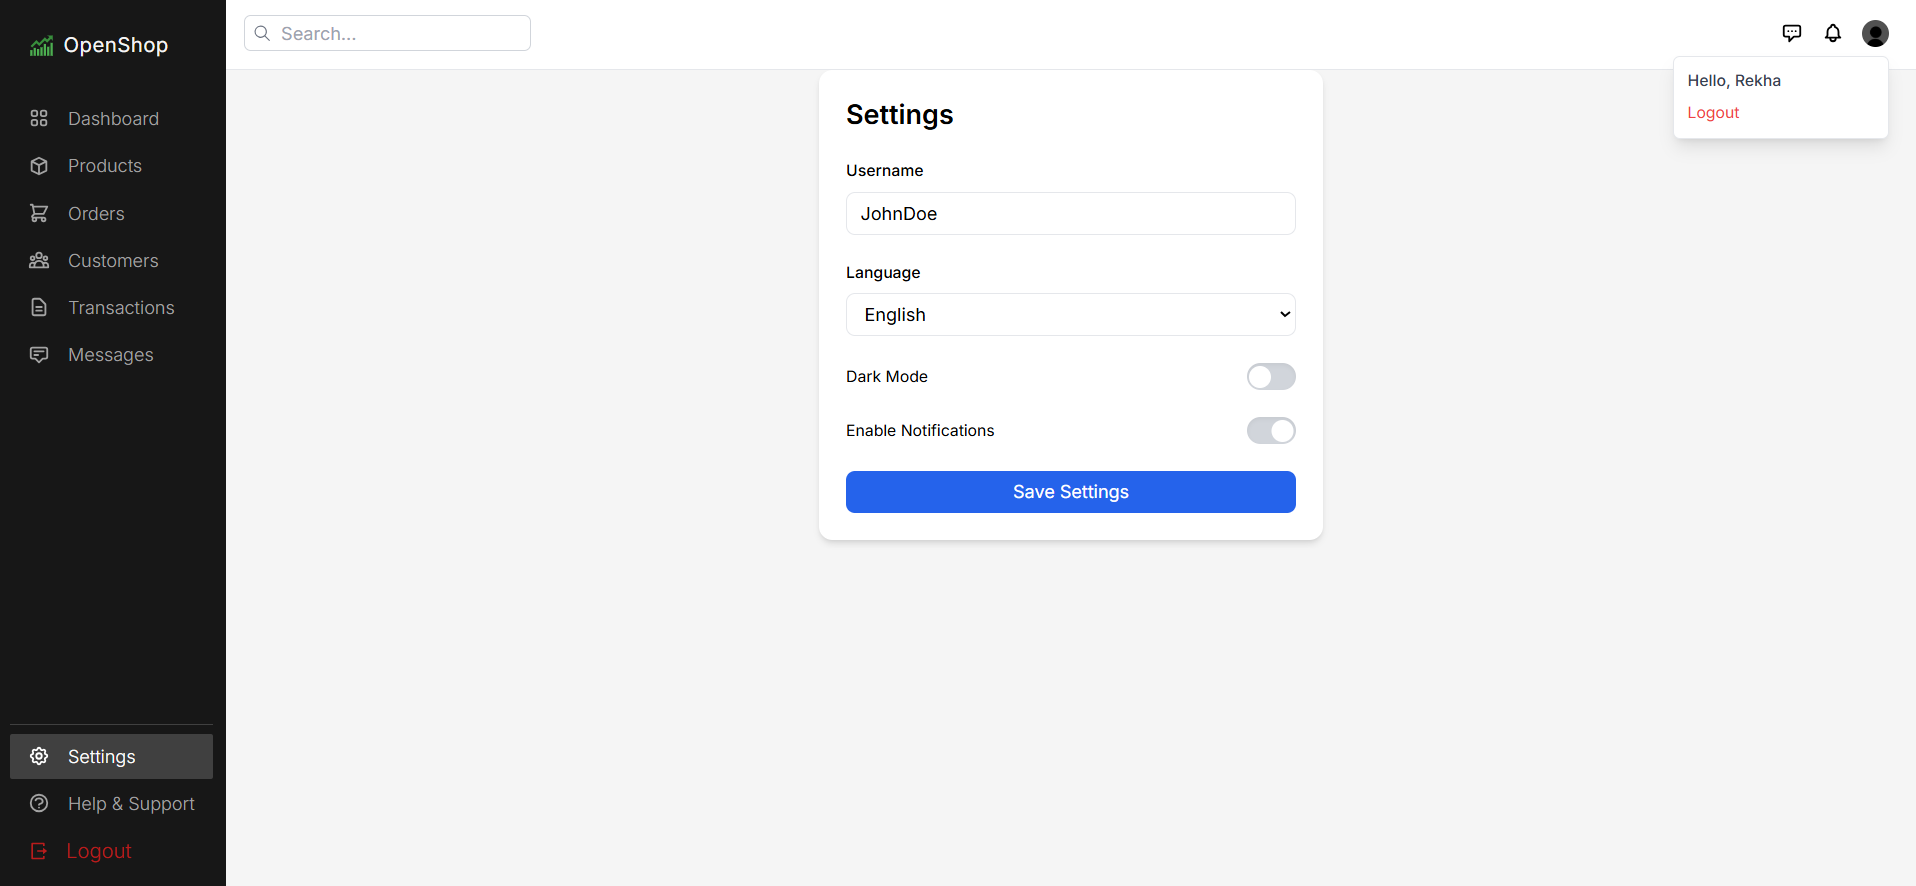 OpenShop
Dashboard
Products
Orders
Customers
Transactions
Messages
Settings
Help & Support
Logout
Search...
Hello, Rekha
Logout
Settings
Username
JohnDoe
Language
English
Dark Mode
Enable Notifications
Save Settings